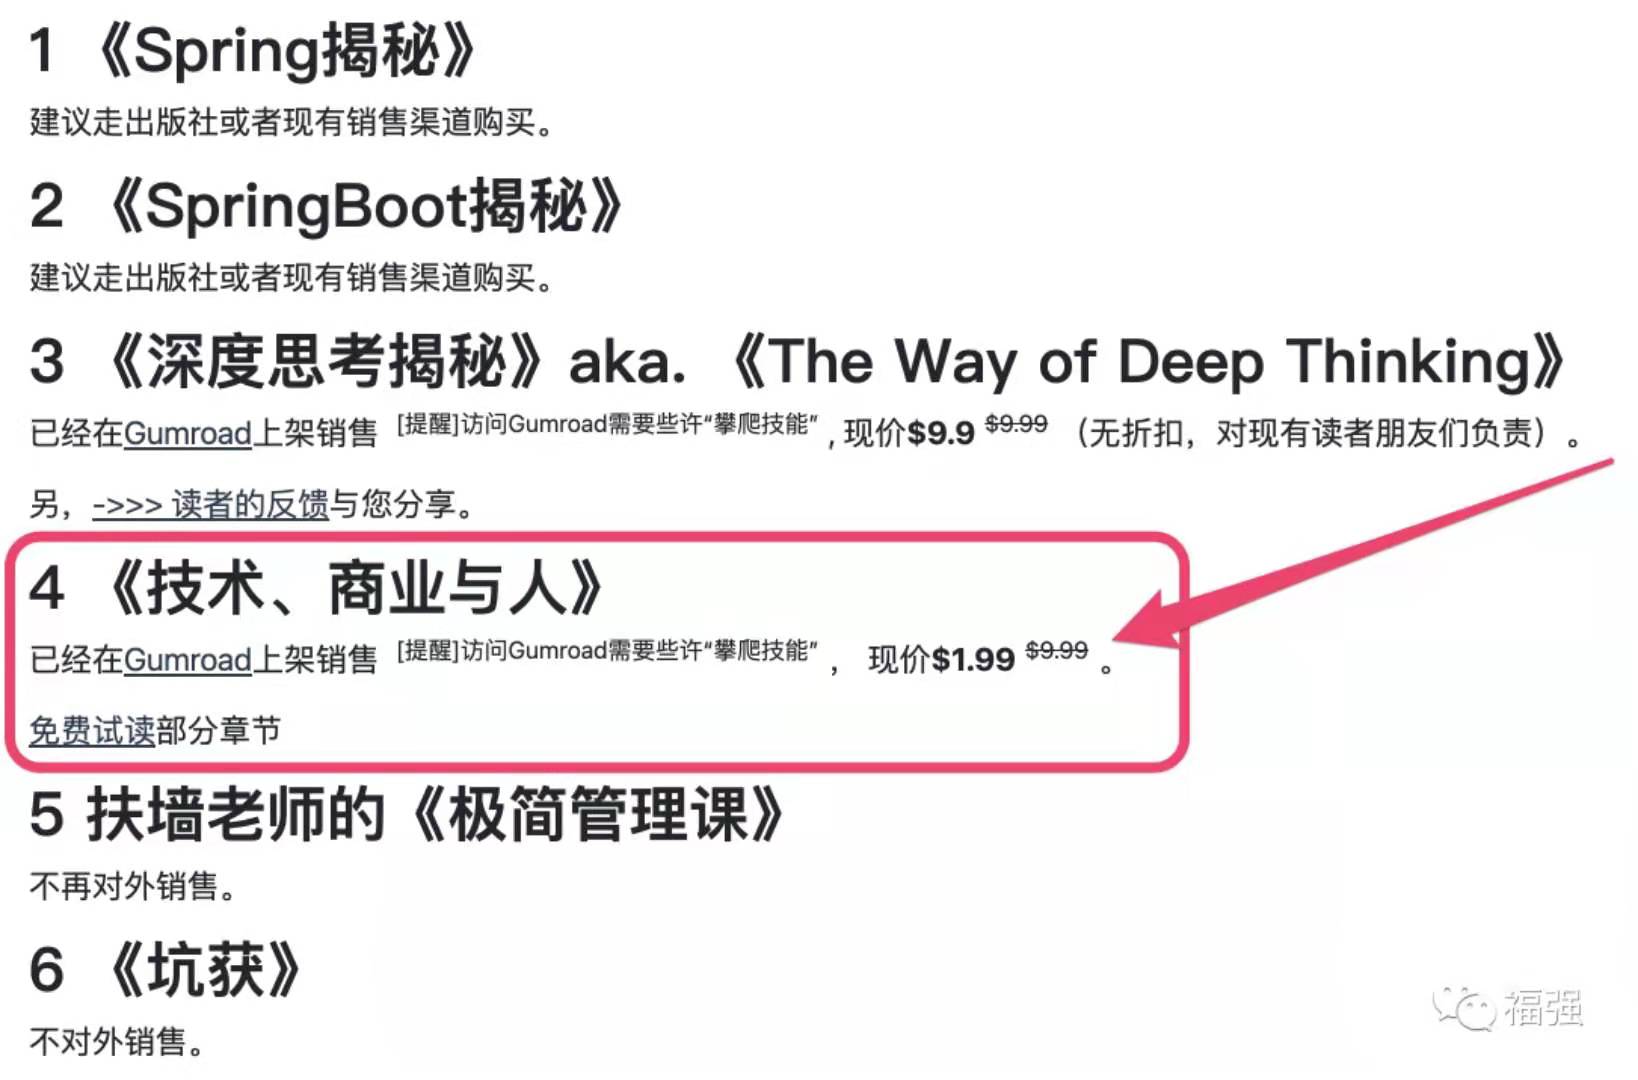 1 《Spring揭秘》
建议走出版社或者现有销售渠道购买。
2 《SpringBoot揭秘》
建议走出版社或者现有销售渠道购买。
3 《深度思考揭秘》aka. 《The Way of Deep Thinking》
已经在Gumroad上架销售 [提醒]访问Gumroad需要些许“攀爬技能” , 现价$9.9 $9.99 （无折扣，对现有读者朋友们负责）。
另，->>> 读者的反馈与您分享。
4 《技术、商业与人》
已经在Gumroad上架销售 [提醒]访问Gumroad需要些许“攀爬技能” ， 现价$1.99 $9.99 。
免费试读部分章节
5 扶墙老师的《极简管理课》
不再对外销售。
6 《坑获》
不对外销售。
福强